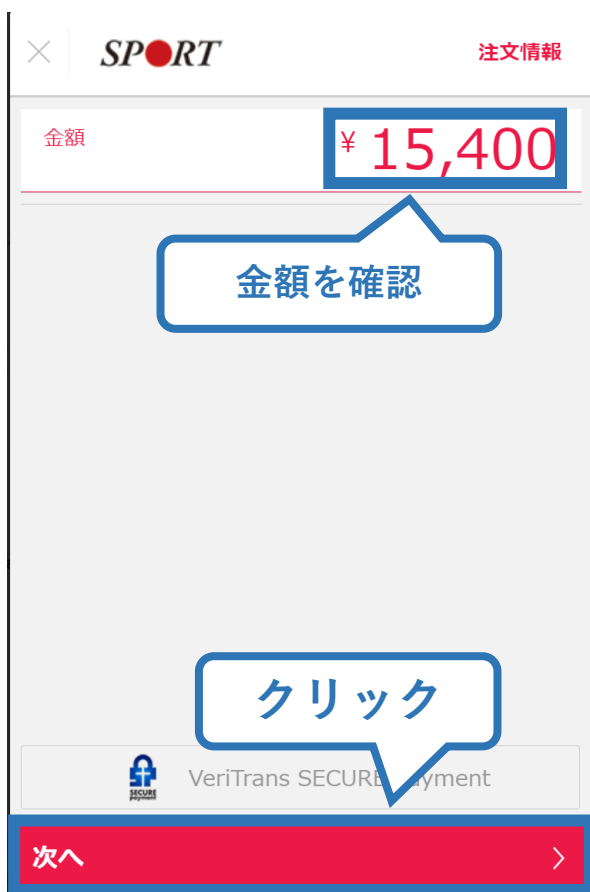 SPORT
注文情報
金額
¥ 15,400
金額を確認
クリック
SECURE
payment
VeriTrans SECURE Payment
次へ